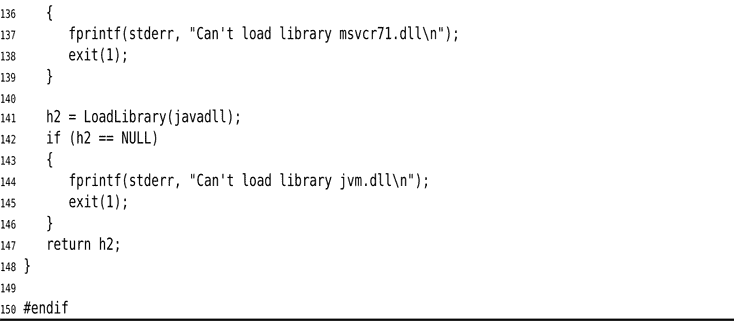 136    {
137       fprintf(stderr, "Can't load library msvcr71.dll\n");
138       exit(1);
139    }
140
141    h2 = LoadLibrary(javadll);
142    if (h2 == NULL)
143    {
144       fprintf(stderr, "Can't load library jvm.dll\n");
145       exit(1);
146    }
147    return h2;
148 }
149
150 #endif